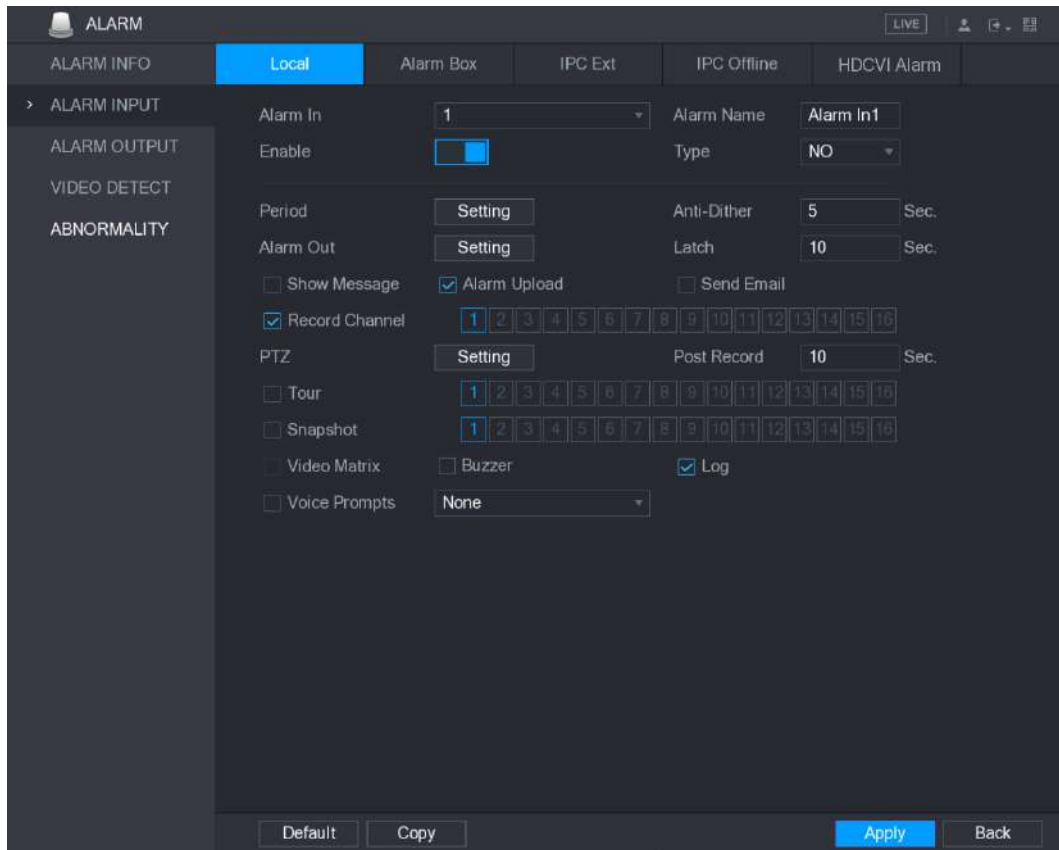 ALARM LIVE
ALARM INFO
ALARM INPUT
ALARM OUTPUT
VIDEO DETECT
ABNORMALITY
Local Alarm Box IPC Ext IPC Offline HDCVI Alarm
Alarm In 1 Alarm Name Alarm In1
Enable Type NO
Period Setting Anti-Dither 5 Sec.
Alarm Out Setting Latch 10 Sec.
Show Message Alarm Upload Send Email
Record Channel 1 2 3 4 5 6 7 8 9 10 11 12 13 14 15 16
PTZ Setting Post Record 10 Sec.
Tour 1 2 3 4 5 6 7 8 9 10 11 12 13 14 15 16
Snapshot 1 2 3 4 5 6 7 8 9 10 11 12 13 14 15 16
Video Matrix Buzzer Log
Voice Prompts None
Default Copy Apply Back